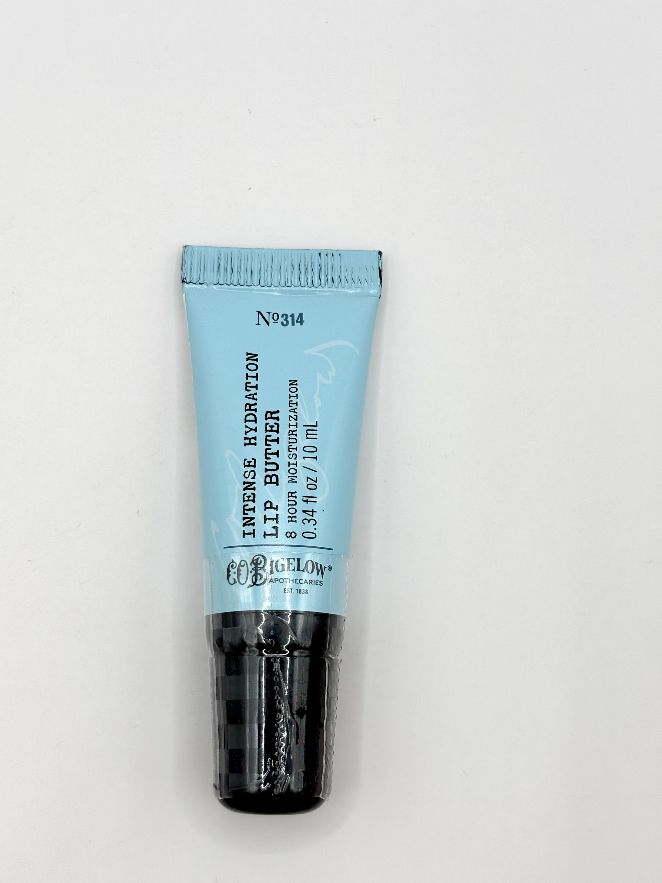 Nº314
INTENSE HYDRATION
LIP BUTTER
8 HOUR MOISTURIZATION
0.34 fl oz / 10 mL
C.O. BIGELOW®
APOTHECARIES
EST. 1838